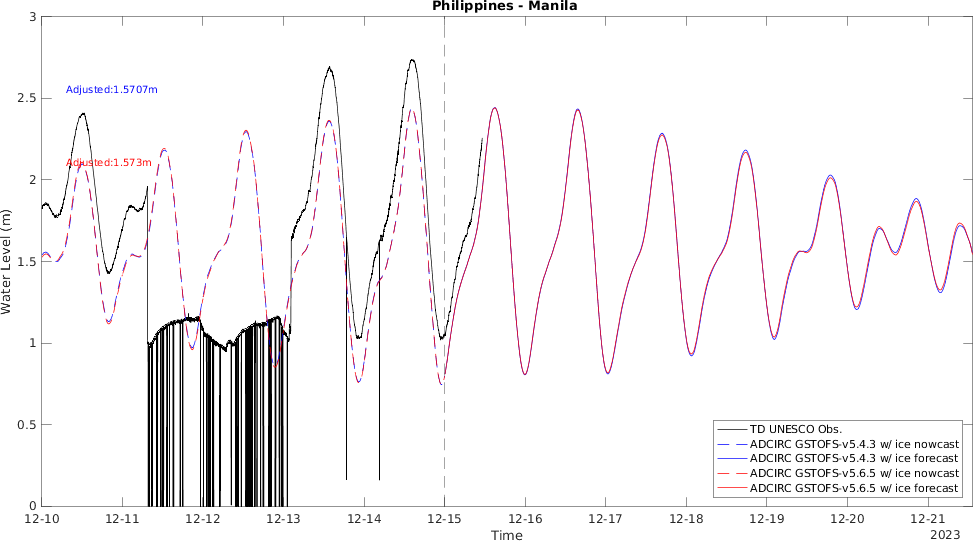 Philippines - Manila
3
2.5
2
1.5
1
0.5
0
Water Level (m)
Adjusted:1.5707m
Adjusted:1.573m
TD UNESCO Obs.
ADCIRC GSTOFS-v5.4.3 w/ ice nowcast
ADCIRC GSTOFS-v5.4.3 w/ ice forecast
ADCIRC GSTOFS-v5.6.5 w/ ice nowcast
ADCIRC GSTOFS-v5.6.5 w/ ice forecast
12-10 12-11 12-12 12-13 12-14 12-15 12-16 12-17 12-18 12-19 12-20 12-21
Time
2023